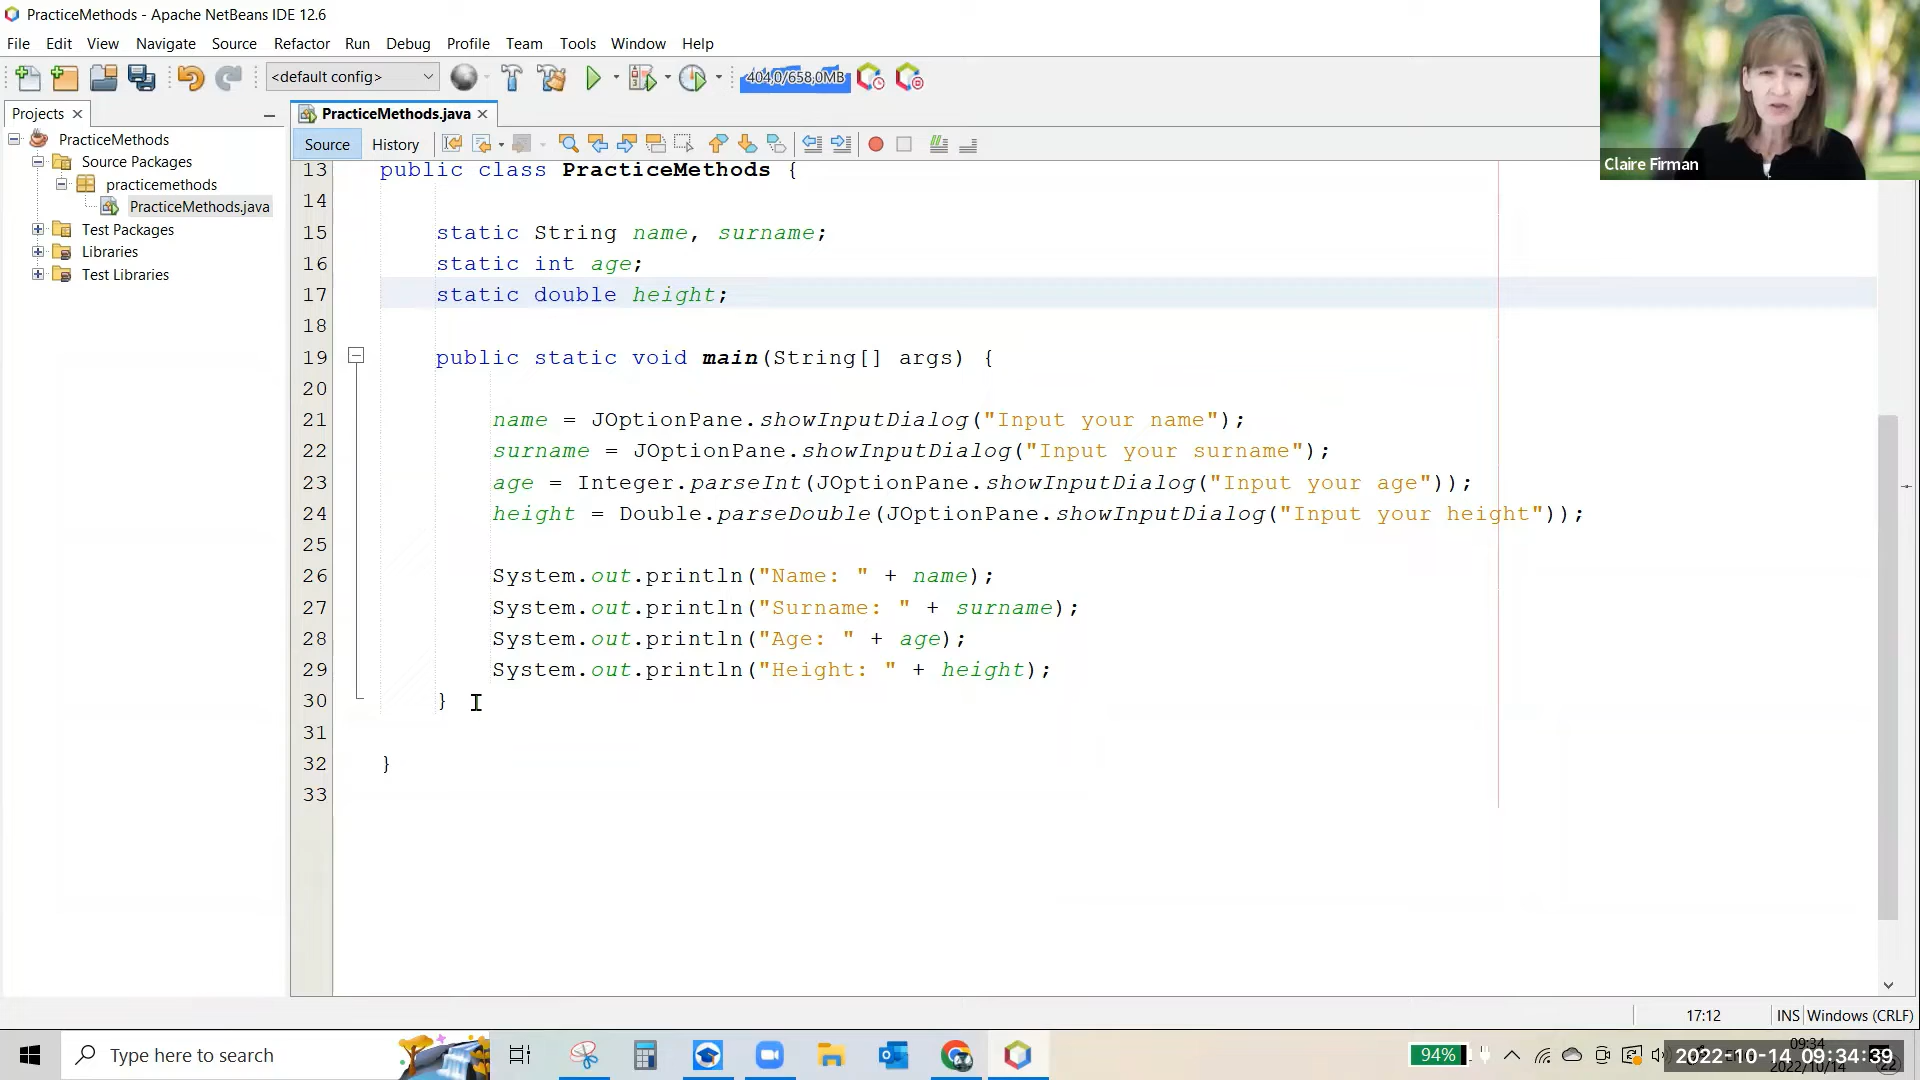 PracticeMethods - Apache NetBeans IDE 12.6
File Edit View Navigate Source Refactor Run Debug Profile Team Tools Window Help
<default config>
404,0/658,0MB
Claire Firman
Projects
PracticeMethods.java
PracticeMethods
Source Packages
practicemethods
PracticeMethods.java
Test Packages
Libraries
Test Libraries
Source History
13 public class PracticeMethods {
14
15 static String name, surname;
16 static int age;
17 static double height;
18
19 public static void main(String[] args) {
20
21 name = JOptionPane.showInputDialog("Input your name");
22 surname = JOptionPane.showInputDialog("Input your surname");
23 age = Integer.parseInt(JOptionPane.showInputDialog("Input your age"));
24 height = Double.parseDouble(JOptionPane.showInputDialog("Input your height"));
25
26 System.out.println("Name: " + name);
27 System.out.println("Surname: " + surname);
28 System.out.println("Age: " + age);
29 System.out.println("Height: " + height);
30 }
31
32 }
33
17:12 INS Windows (CRLF)
Type here to search
94%
09:34
2022-10-14 09:34:39
2022/10/14
22